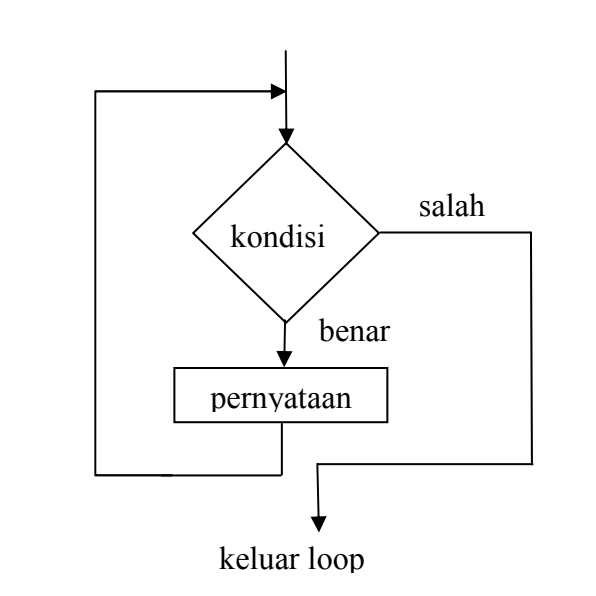 kondisi
salah
benar
pernyataan
keluar loop